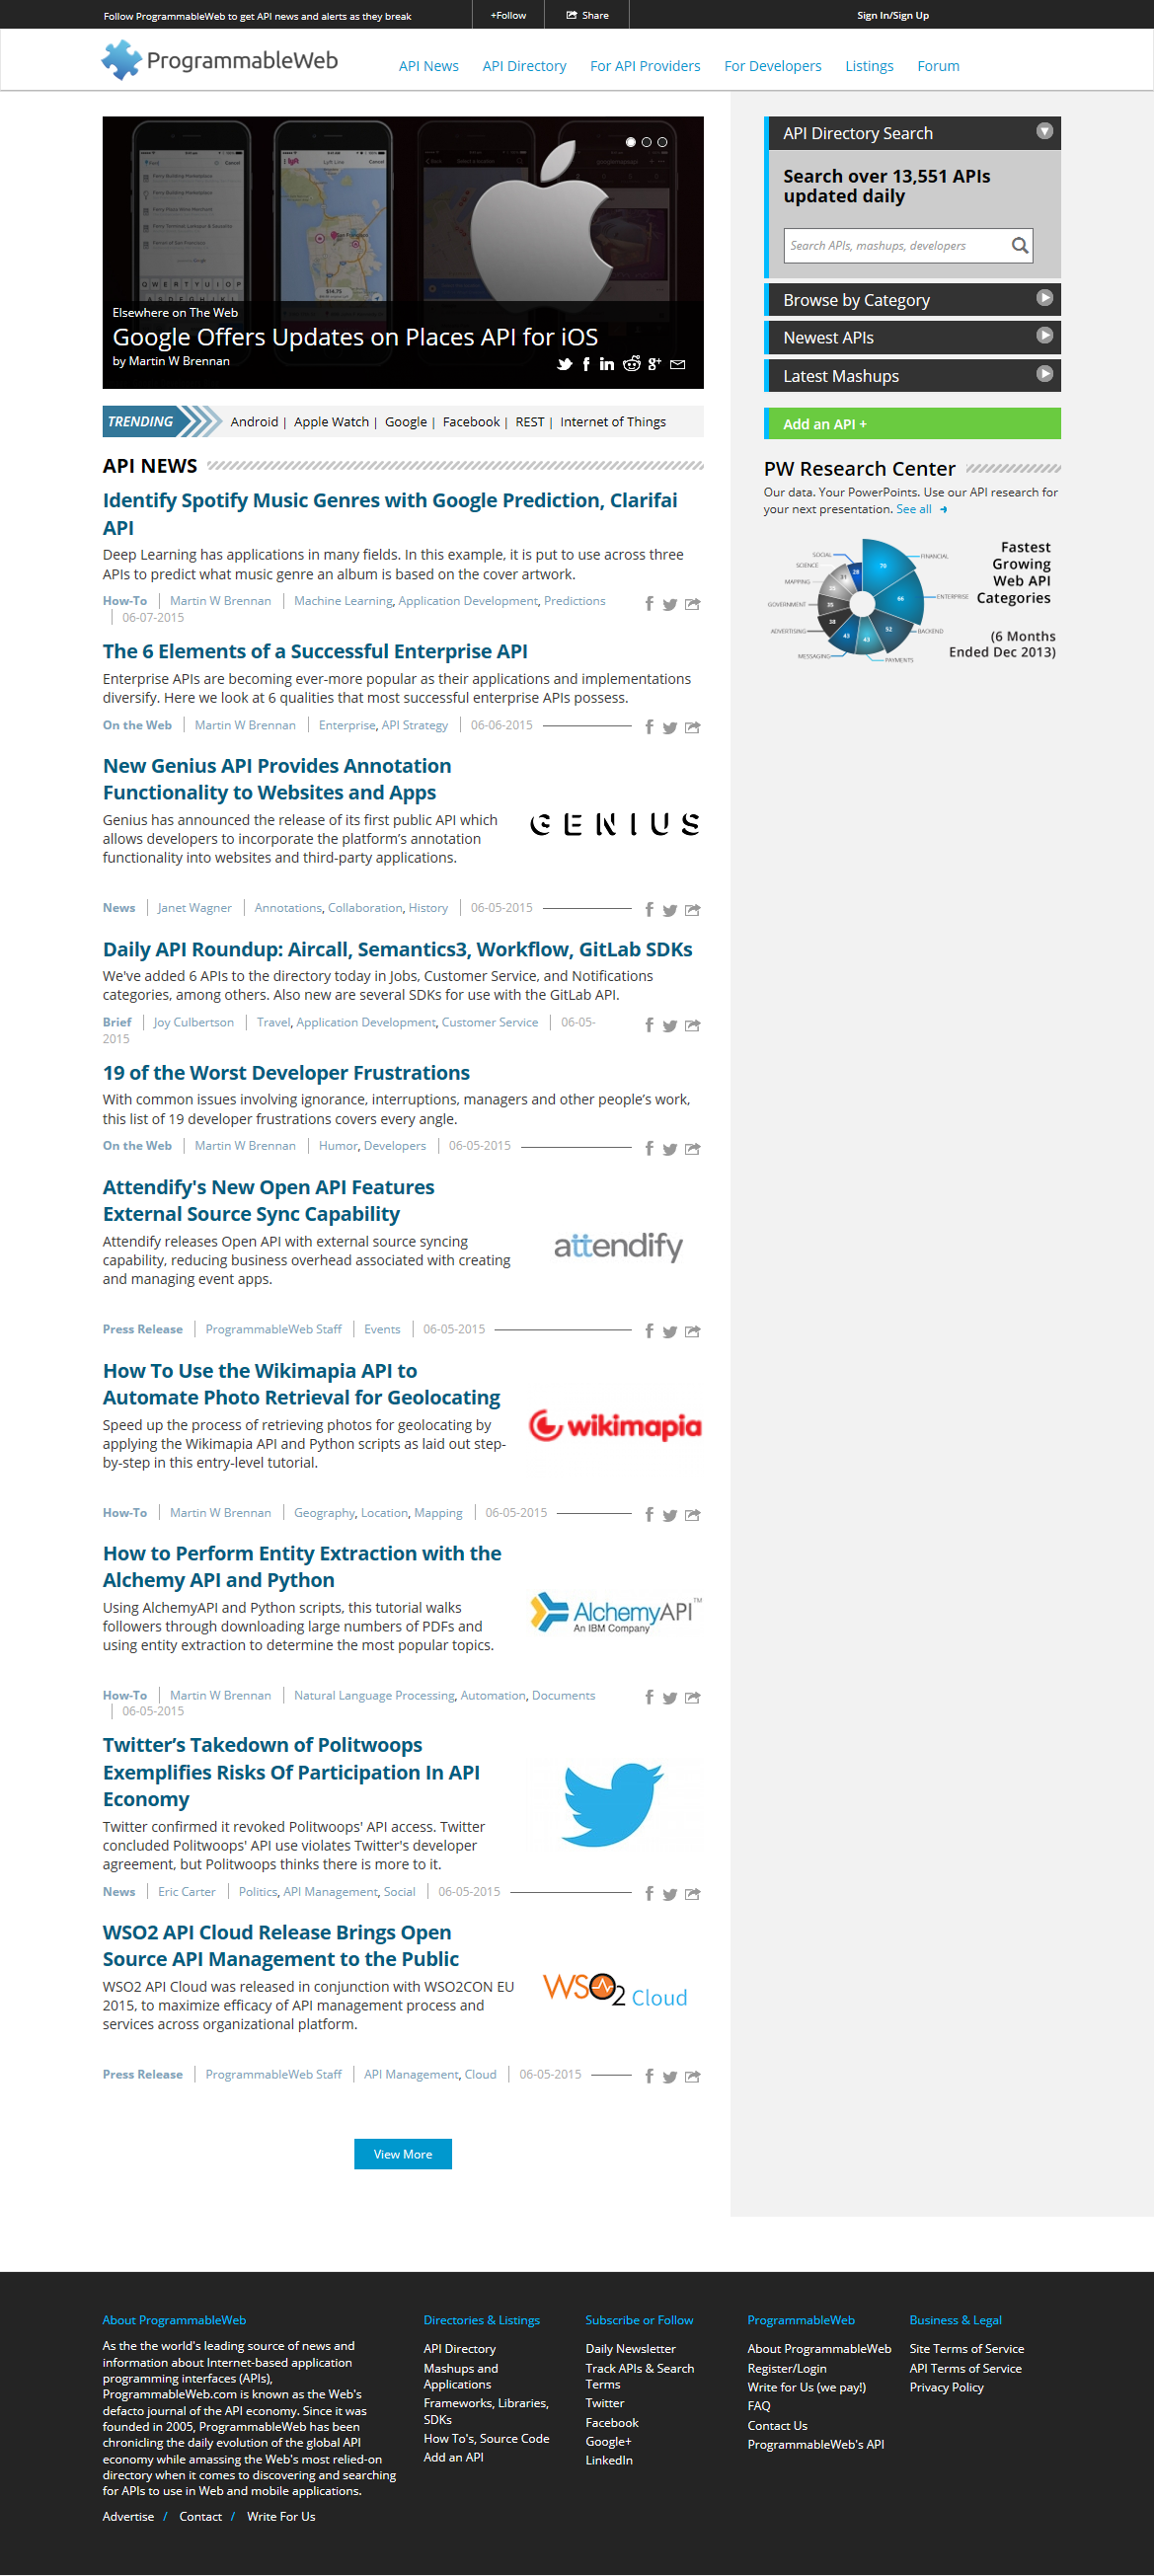 Follow ProgrammableWeb to get API news and alerts as they break
+Follow
Share
Sign In/Sign Up
ProgrammableWeb
API News
API Directory
For API Providers
For Developers
Listings
Forum
Elsewhere on The Web
Google Offers Updates on Places API for iOS
by Martin W Brennan
TRENDING
Android | Apple Watch | Google | Facebook | REST | Internet of Things
API NEWS
Identify Spotify Music Genres with Google Prediction, Clarifai
API
Deep Learning has applications in many fields. In this example, it is put to use across three
APIs to predict what music genre an album is based on the cover artwork.
How-To | Martin W Brennan | Machine Learning, Application Development, Predictions
| 06-07-2015
The 6 Elements of a Successful Enterprise API
Enterprise APIs are becoming ever-more popular as their applications and implementations
diversify. Here we look at 6 qualities that most successful enterprise APIs possess.
On the Web | Martin W Brennan | Enterprise, API Strategy | 06-06-2015
New Genius API Provides Annotation
Functionality to Websites and Apps
Genius has announced the release of its first public API which
allows developers to incorporate the platform's annotation
functionality into websites and third-party applications.
GENIUS
News | Janet Wagner | Annotations, Collaboration, History | 06-05-2015
Daily API Roundup: Aircall, Semantics3, Workflow, GitLab SDKs
We've added 6 APIs to the directory today in Jobs, Customer Service, and Notifications
categories, among others. Also new are several SDKs for use with the GitLab API.
Brief | Joy Culbertson | Travel, Application Development, Customer Service | 06-05-
2015
19 of the Worst Developer Frustrations
With common issues involving ignorance, interruptions, managers and other people's work,
this list of 19 developer frustrations covers every angle.
On the Web | Martin W Brennan | Humor, Developers | 06-05-2015
Attendify's New Open API Features
External Source Sync Capability
Attendify releases Open API with external source syncing
capability, reducing business overhead associated with creating
and managing event apps.
attendify
Press Release | ProgrammableWeb Staff | Events | 06-05-2015
How To Use the Wikimapia API to
Automate Photo Retrieval for Geolocating
Speed up the process of retrieving photos for geolocating by
applying the Wikimapia API and Python scripts as laid out step-
by-step in this entry-level tutorial.
wikimapia
How-To | Martin W Brennan | Geography, Location, Mapping | 06-05-2015
How to Perform Entity Extraction with the
Alchemy API and Python
Using AlchemyAPI and Python scripts, this tutorial walks
followers through downloading large numbers of PDFs and
using entity extraction to determine the most popular topics.
AlchemyAPI™
An IBM Company
How-To | Martin W Brennan | Natural Language Processing, Automation, Documents
| 06-05-2015
Twitter's Takedown of Politwoops
Exemplifies Risks Of Participation In API
Economy
Twitter confirmed it revoked Politwoops' API access. Twitter
concluded Politwoops' API use violates Twitter's developer
agreement, but Politwoops thinks there is more to it.
News | Eric Carter | Politics, API Management, Social | 06-05-2015
WSO2 API Cloud Release Brings Open
Source API Management to the Public
WSO2 API Cloud was released in conjunction with WSO2CON EU
2015, to maximize efficacy of API management process and
services across organizational platform.
WSO2 Cloud
Press Release | ProgrammableWeb Staff | API Management, Cloud | 06-05-2015
View More
API Directory Search
Search over 13,551 APIs
updated daily
Search APIs, mashups, developers
Browse by Category
Newest APIs
Latest Mashups
Add an API +
PW Research Center
Our data. Your PowerPoints. Use our API research for
your next presentation. See all
Fastest
Growing
Web API
Categories
(6 Months
Ended Dec 2013)
SOCIAL
SCIENCE
MAPPING
GOVERNMENT
ADVERTISING
MESSAGING
PAYMENTS
BACKEND
ENTERPRISE
FINANCIAL
70
66
52
43
43
38
35
31
28
About ProgrammableWeb
As the the world's leading source of news and
information about Internet-based application
programming interfaces (APIs),
ProgrammableWeb.com is known as the Web's
defacto journal of the API economy. Since it was
founded in 2005, ProgrammableWeb has been
chronicling the daily evolution of the global API
economy while amassing the Web's most relied-on
directory when it comes to discovering and searching
for APIs to use in Web and mobile applications.
Advertise / Contact / Write For Us
Directories & Listings
API Directory
Mashups and
Applications
Frameworks, Libraries,
SDKs
How To's, Source Code
Add an API
Subscribe or Follow
Daily Newsletter
Track APIs & Search
Terms
Twitter
Facebook
Google+
LinkedIn
ProgrammableWeb
About ProgrammableWeb
Register/Login
Write for Us (we pay!)
FAQ
Contact Us
ProgrammableWeb's API
Business & Legal
Site Terms of Service
API Terms of Service
Privacy Policy